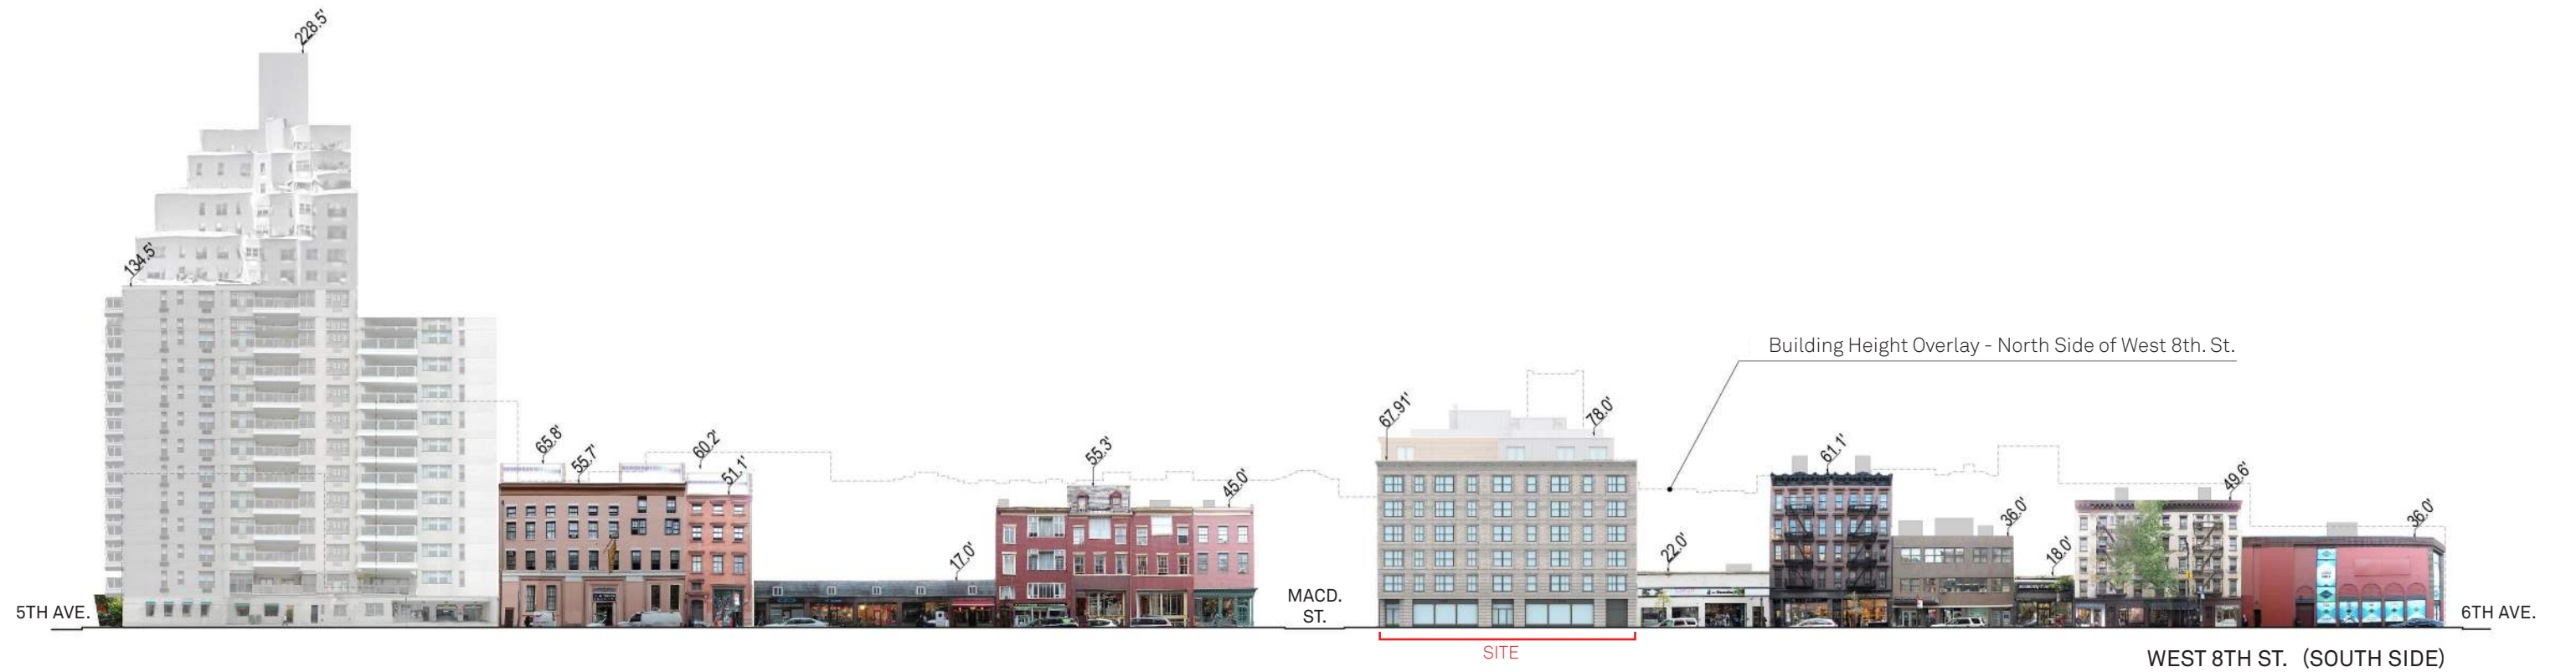 228.5'
134.5'
65.8'
55.7'
60.2'
51.1'
17.0'
55.3'
45.0'
67.91'
78.0'
Building Height Overlay - North Side of West 8th. St.
22.0'
61.1'
36.0'
18.0'
49.6'
36.0'
5TH AVE.
MACD.
ST.
6TH AVE.
SITE
WEST 8TH ST. (SOUTH SIDE)